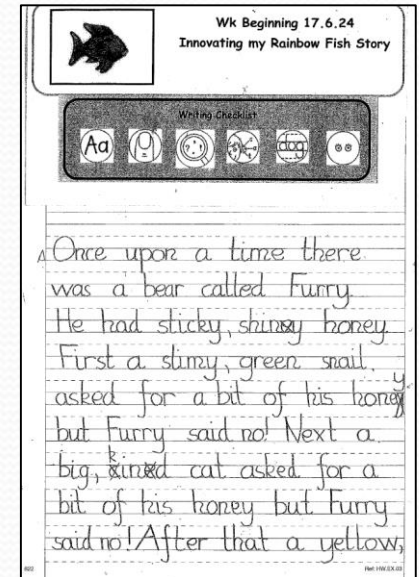 Wk Beginning 17.6.24
Innovating my Rainbow Fish Story
Writing Checklist
Aa
dog
Once upon a time there
was a bear called Furry.
He had sticky, shiny honey.
First a slimy, green snail
asked for a bit of his honey
but Furry said no! Next a
big, kind cat asked for a
bit of his honey but Furry
said no! After that a yellow,